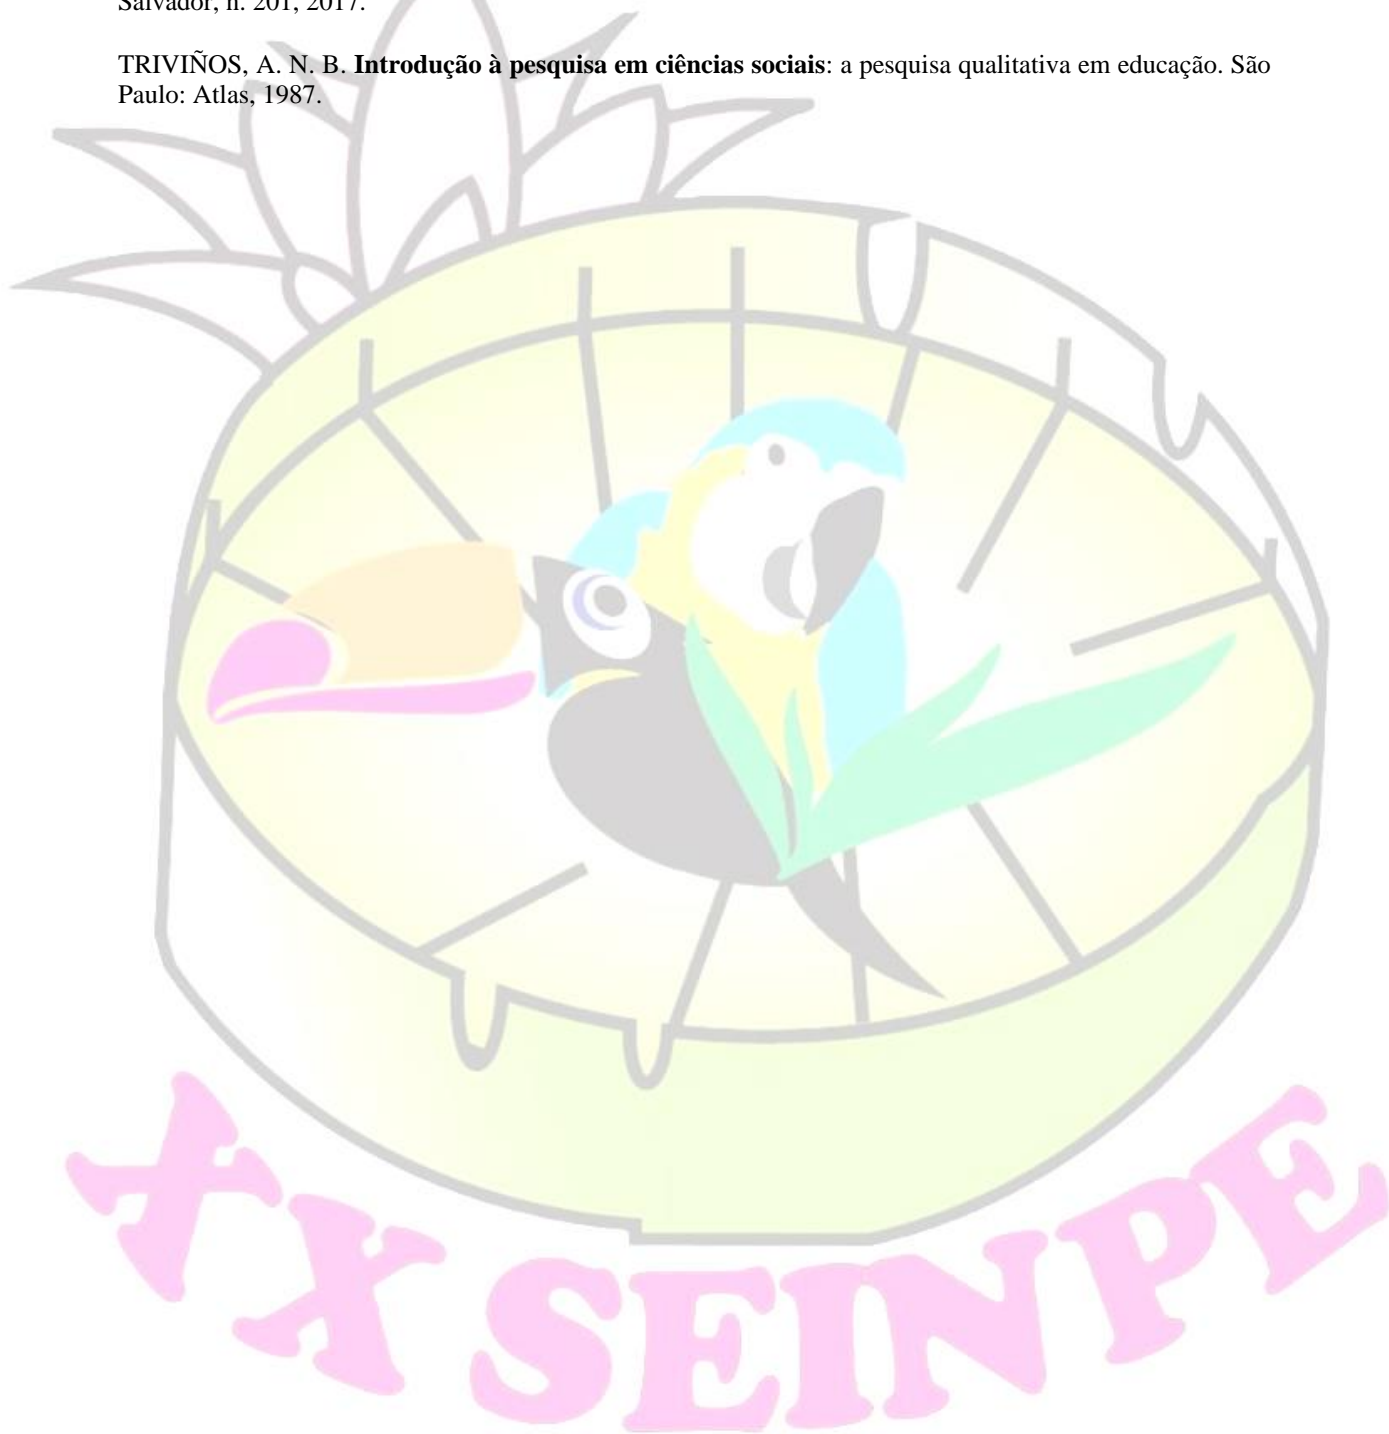 Salvador, n. 201, 2017.
TRIVIÑOS, A. N. B. Introdução à pesquisa em ciências sociais: a pesquisa qualitativa em educação. São
Paulo: Atlas, 1987.
XX SEINPE